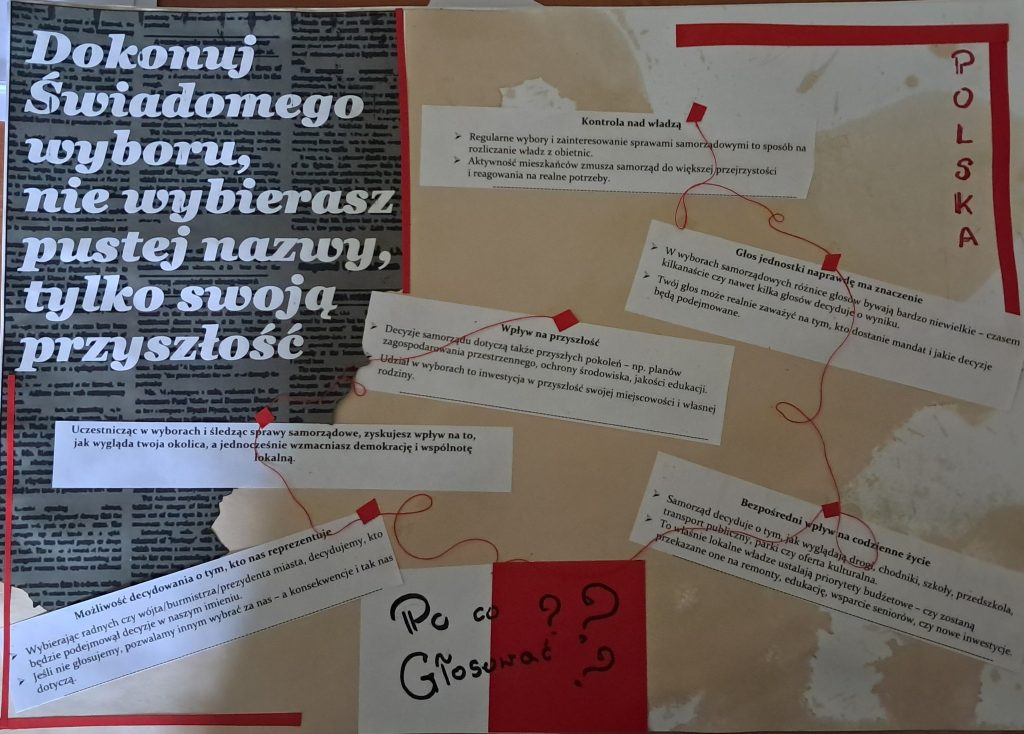 Dokonuj
Świadomego
wyboru,
nie wybierasz
pustej nazwy,
tylko swoją
przyszłość
POLSKA
Kontrola nad władzą
➢ Regularne wybory i zainteresowanie sprawami samorządowymi to sposób na
rozliczanie władz z obietnic.
➢ Aktywność mieszkańców zmusza samorząd do większej przejrzystości
i reagowania na realne potrzeby.
Głos jednostki naprawdę ma znaczenie
➢ W wyborach samorządowych różnice głosów bywają bardzo niewielkie – czasem
kilkanaście czy nawet kilka głosów decyduje o wyniku.
➢ Twój głos może realnie zaważyć na tym, kto dostanie mandat i jakie decyzje
będą podejmowane.
Wpływ na przyszłość
➢ Decyzje samorządu dotyczą także przyszłych pokoleń – np. planów
zagospodarowania przestrzennego, ochrony środowiska, jakości edukacji.
Udział w wyborach to inwestycja w przyszłość swojej miejscowości i własnej
rodziny.
Uczestnicząc w wyborach i śledząc sprawy samorządowe, zyskujesz wpływ na to,
jak wygląda twoja okolica, a jednocześnie wzmacniasz demokrację i wspólnotę
lokalną.
Bezpośredni wpływ na codzienne życie
➢ Samorząd decyduje o tym, jak wyglądają drogi, chodniki, szkoły, przedszkola,
transport publiczny, parki czy oferta kulturalna.
➢ To właśnie lokalne władze ustalają priorytety budżetowe – czy zostaną
przekazane one na remonty, edukację, wsparcie seniorów, czy nowe inwestycje.
Możliwość decydowania o tym, kto nas reprezentuje
➢ Wybierając radnych czy wójta/burmistrza/prezydenta miasta, decydujemy, kto
będzie podejmował decyzje w naszym imieniu.
➢ Jeśli nie głosujemy, pozwalamy innym wybrać za nas – a konsekwencje i tak nas
dotyczą.
Po co ??
Głosować ?